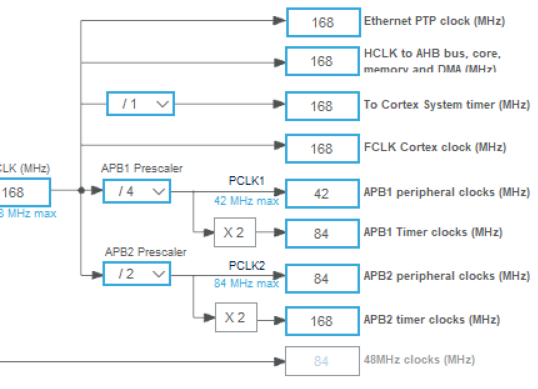 168
Ethernet PTP clock (MHz)
168
HCLK to AHB bus, core,
memory and DMA (MHz)
/ 1
168
To Cortex System timer (MHz)
168
FCLK Cortex clock (MHz)
CLK (MHz)
168
8 MHz max
APB1 Prescaler
/ 4
PCLK1
42 MHz max
42
APB1 peripheral clocks (MHz)
X 2
84
APB1 Timer clocks (MHz)
APB2 Prescaler
/ 2
PCLK2
84 MHz max
84
APB2 peripheral clocks (MHz)
X 2
168
APB2 timer clocks (MHz)
84
48MHz clocks (MHz)